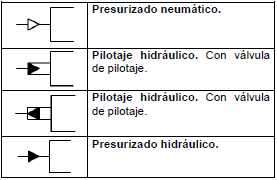 Presurizado neumático.
Pilotaje hidráulico. Con válvula
de pilotaje.
Pilotaje hidráulico. Con válvula
de pilotaje.
Presurizado hidráulico.